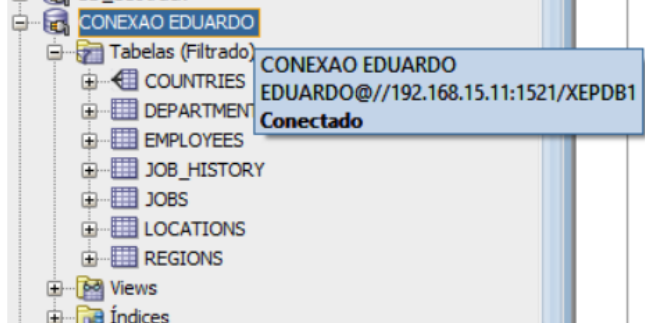 CONEXAO EDUARDO
Tabelas (Filtrado)
CONEXAO EDUARDO
EDUARDO@//192.168.15.11:1521/XEPDB1
Conectado
COUNTRIES
DEPARTMENT
EMPLOYEES
JOB_HISTORY
JOBS
LOCATIONS
REGIONS
Views
Índices